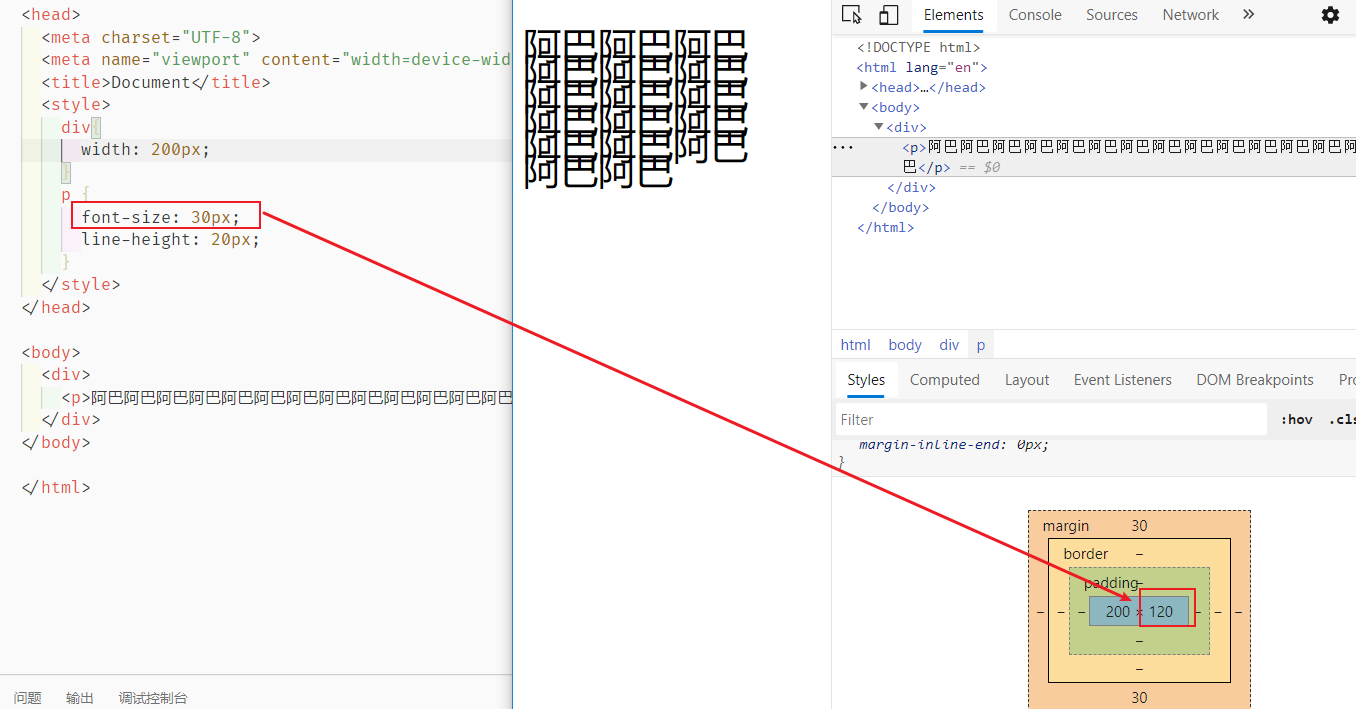 <head>
<meta charset="UTF-8">
<meta name="viewport" content="width=device-wid
<title>Document</title>
<style>
div{
width: 200px;
}
p {
font-size: 30px;
line-height: 20px;
}
</style>
</head>
<body>
<div>
<p>阿巴阿巴阿巴阿巴阿巴阿巴阿巴阿巴阿巴阿巴阿巴阿巴阿巴
</div>
</body>
</html>
问题 输出 调试控制台
阿巴阿巴阿巴
阿巴阿巴阿巴
阿巴阿巴阿巴
阿巴阿巴阿巴
阿巴阿巴阿巴
阿巴阿巴
Elements Console Sources Network
<!DOCTYPE html>
<html lang="en">
<head>…</head>
<body>
<div>
<p>阿巴阿巴阿巴阿巴阿巴阿巴阿巴阿巴阿巴阿巴阿巴阿巴阿巴阿
巴</p> == $0
</div>
</body>
</html>
html body div p
Styles Computed Layout Event Listeners DOM Breakpoints Pro
Filter :hov .cls
margin-inline-end: 0px;
}
margin 30
border –
padding –
– – – 200 × 120 – – –
–
–
30